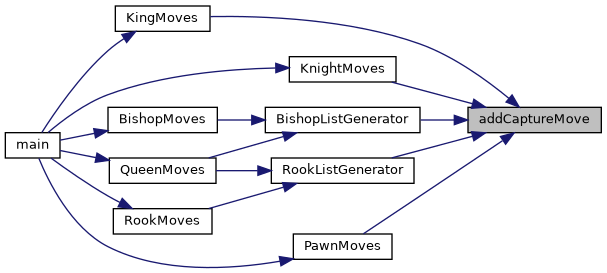 KingMoves
KnightMoves
BishopMoves
BishopListGenerator
addCaptureMove
main
QueenMoves
RookListGenerator
RookMoves
PawnMoves